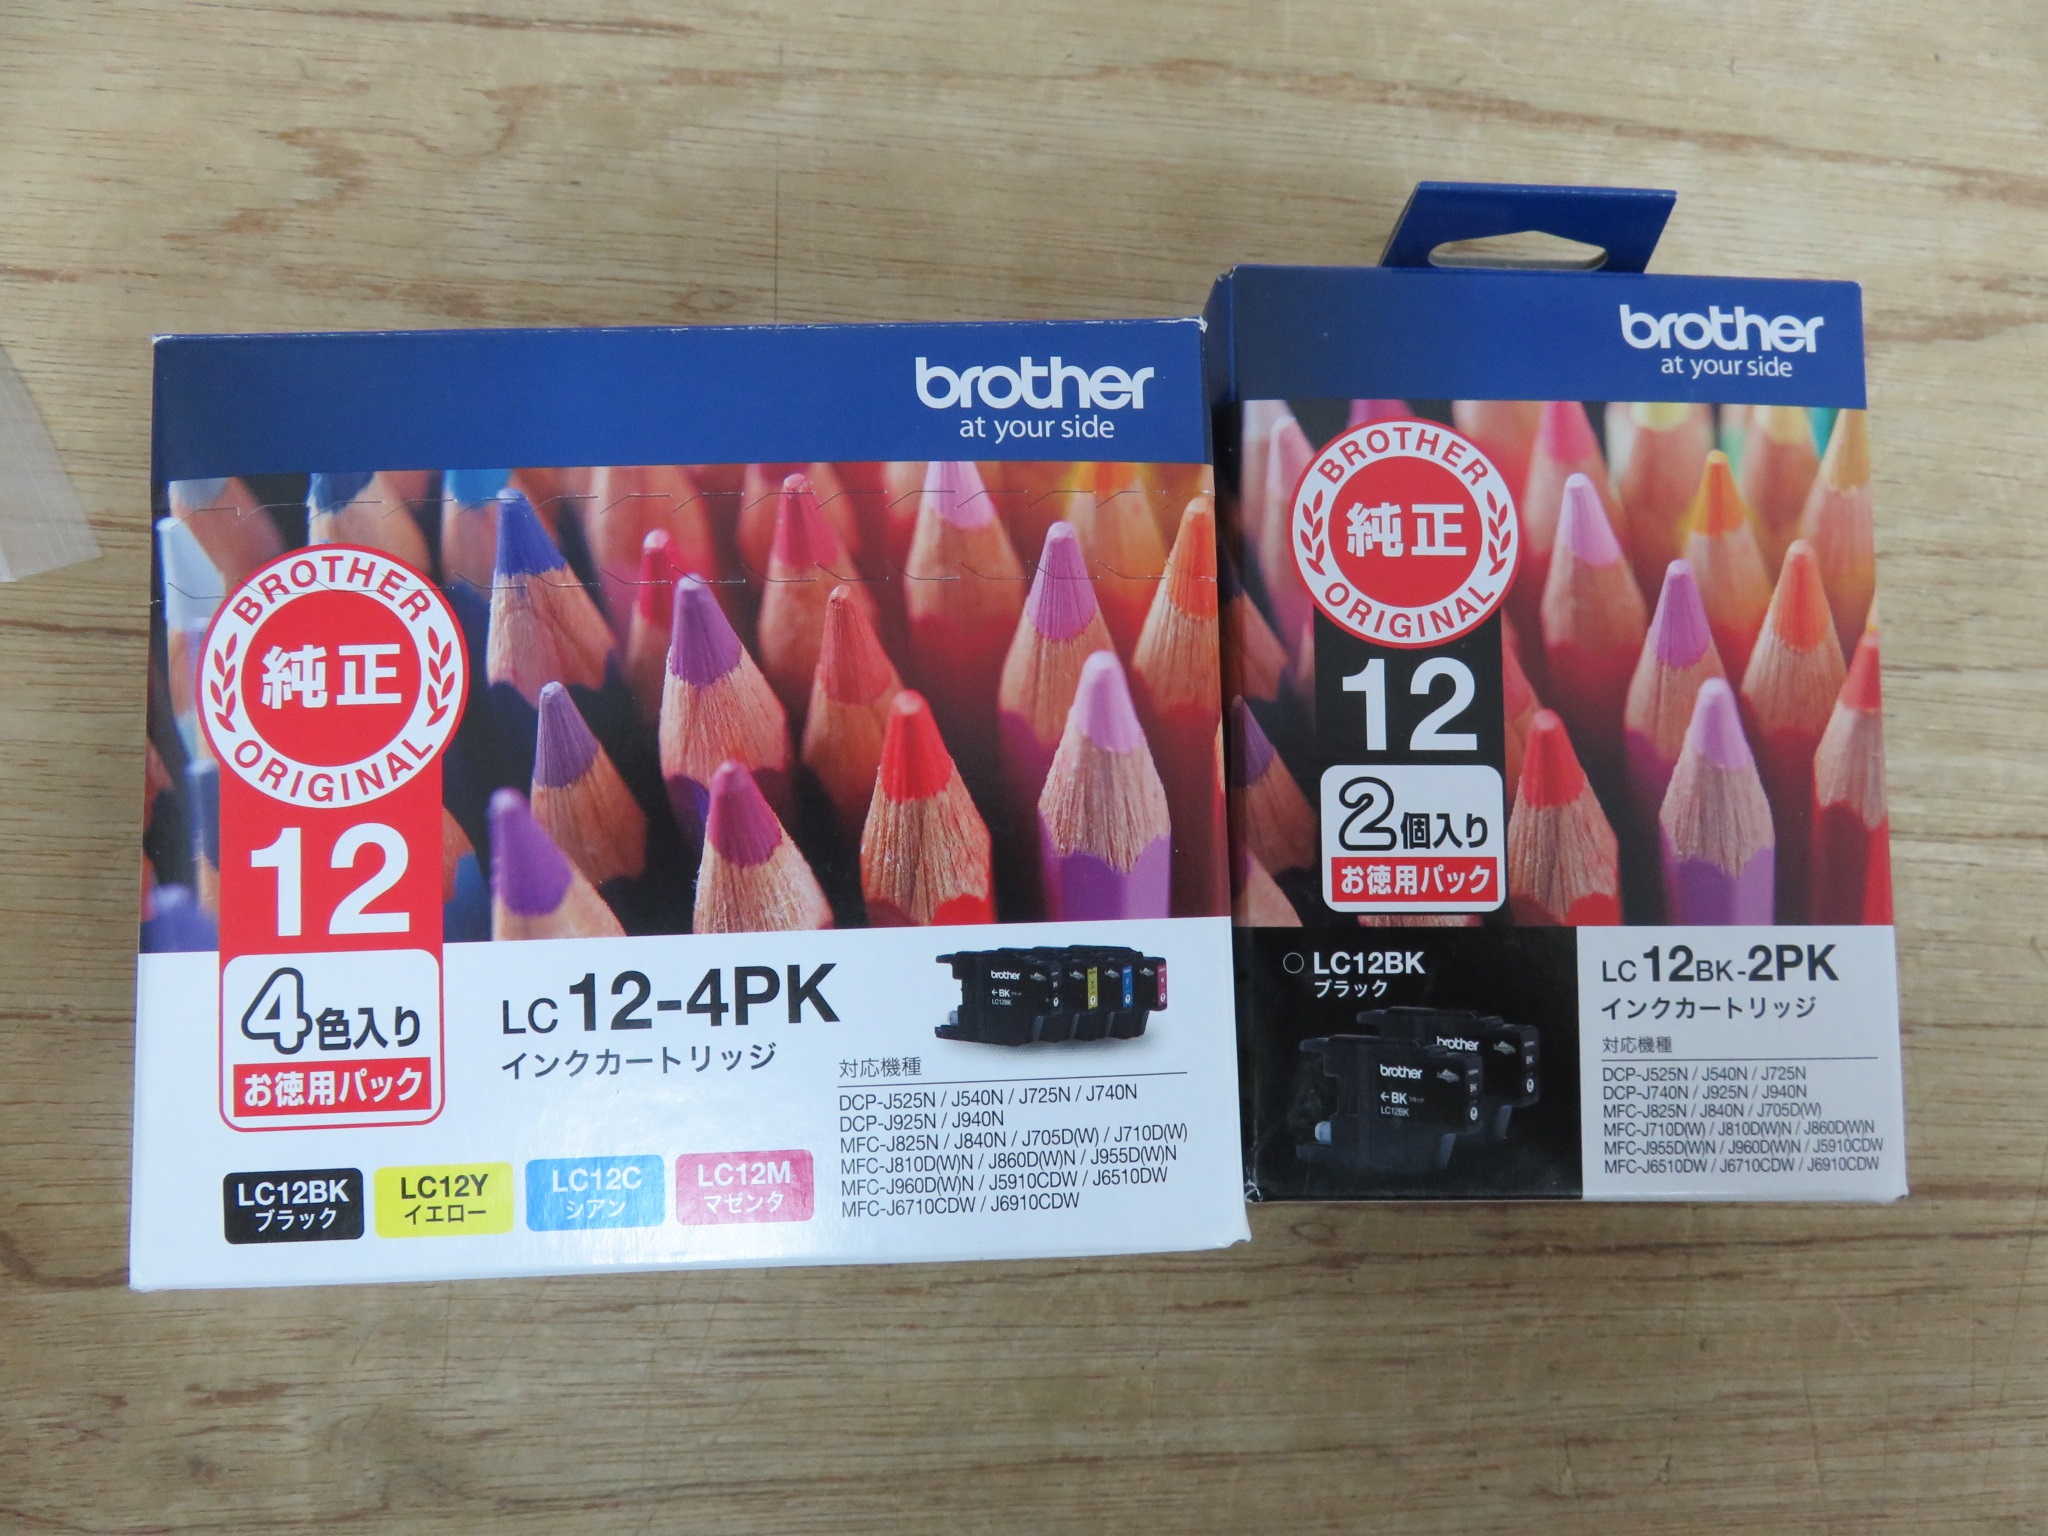 brother
at your side
BROTHER
純正
ORIGINAL
12
4色入り
お徳用パック
LC12-4PK
インクカートリッジ
brother
←BK
LC12BK
対応機種
DCP-J525N / J540N / J725N / J740N
DCP-J925N / J940N
MFC-J825N / J840N / J705D(W) / J710D(W)
MFC-J810D(W)N / J860D(W)N / J955D(W)N
MFC-J960D(W)N / J5910CDW / J6510DW
MFC-J6710CDW / J6910CDW
LC12BK
ブラック
LC12Y
イエロー
LC12C
シアン
LC12M
マゼンタ
brother
at your side
BROTHER
純正
ORIGINAL
12
2個入り
お徳用パック
LC12BK
ブラック
brother
brother
←BK
LC12BK
LC12BK-2PK
インクカートリッジ
対応機種
DCP-J525N / J540N / J725N
DCP-J740N / J925N / J940N
MFC-J825N / J840N / J705D(W)
MFC-J710D(W) / J810D(W)N / J860D(W)N
MFC-J955D(W)N / J960D(W)N / J5910CDW
MFC-J6510DW / J6710CDW / J6910CDW